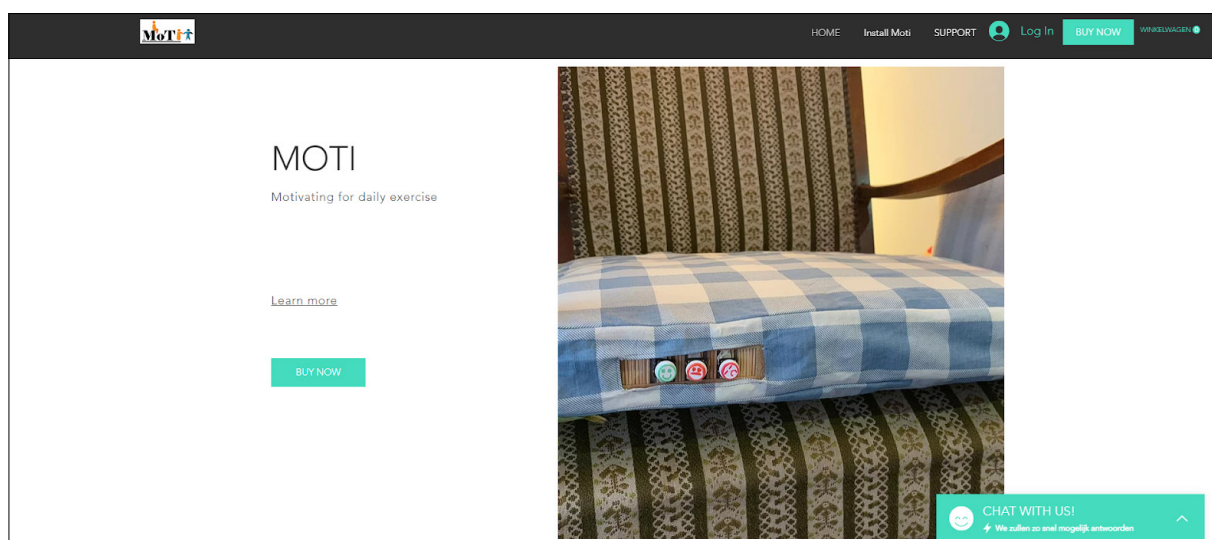 MoTi
HOME
Install Moti
SUPPORT
Log In
BUY NOW
WINKELWAGEN 0
MOTI
Motivating for daily exercise
Learn more
BUY NOW
CHAT WITH US!
We zullen zo snel mogelijk antwoorden